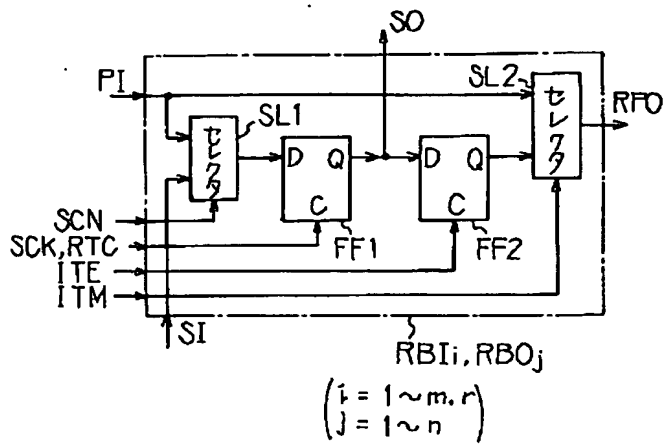 SO
PI
SL1
セレクタ
SL2
セレクタ
RPO
D Q
C
FF1
D Q
C
FF2
SCN
SCK,RTC
ITE
ITM
SI
RBIi, RBOj
(i = 1~m, r
j = 1~n)